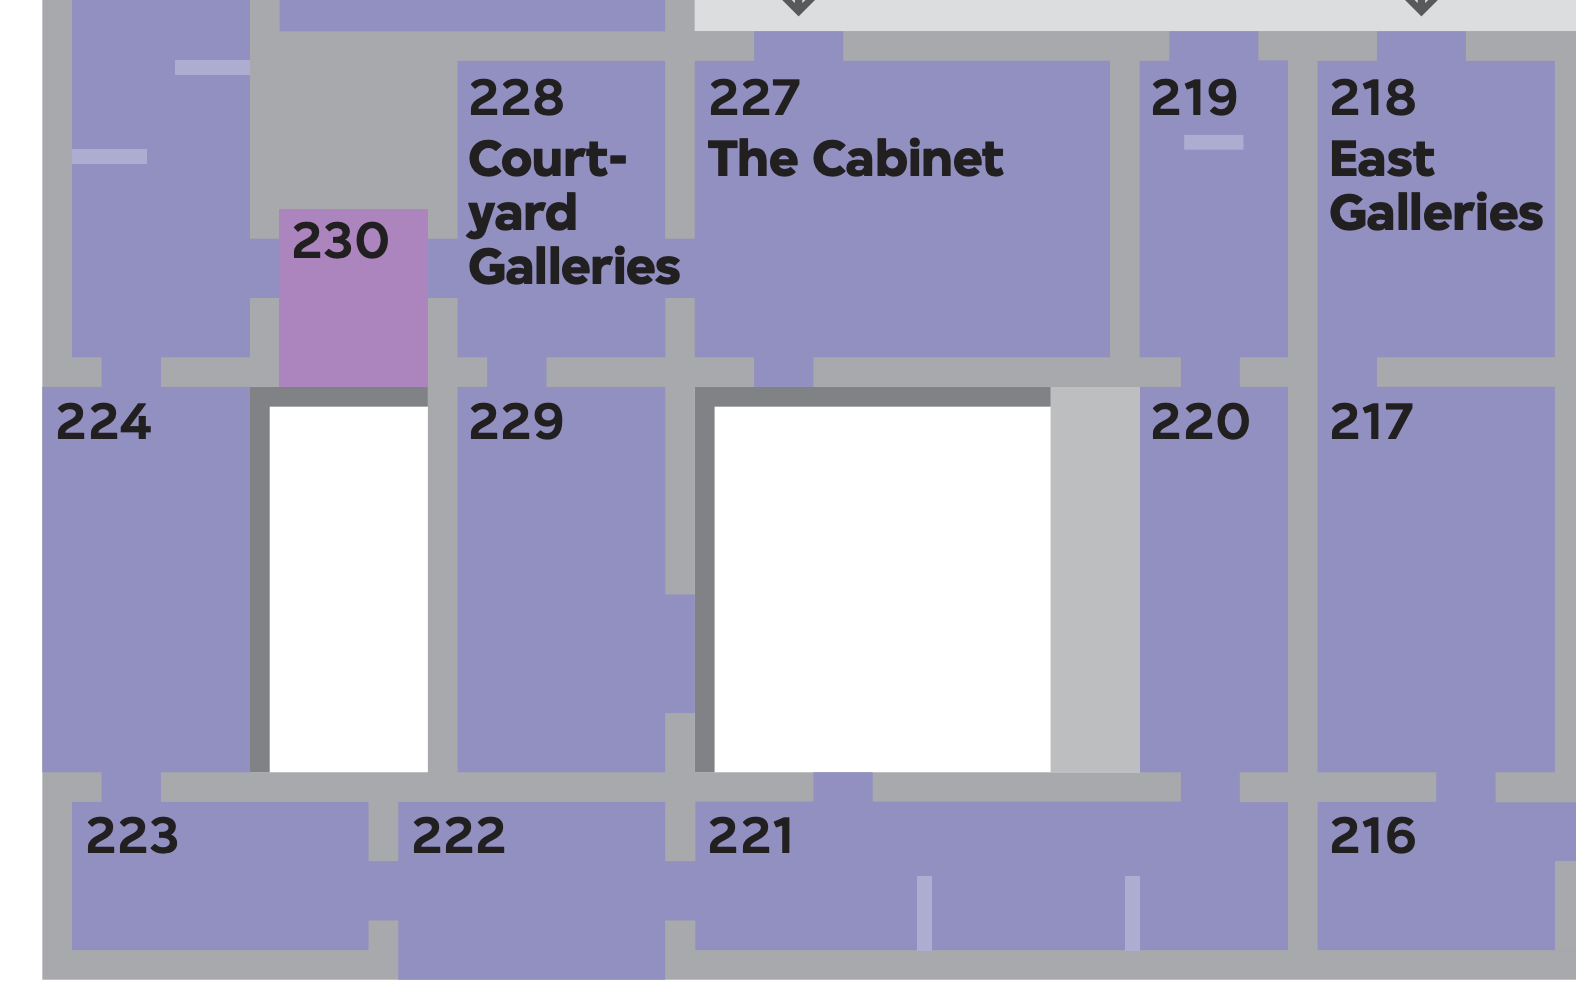 228
Court-
yard
Galleries
227
The Cabinet
219
218
East
Galleries
230
224
229
220
217
223
222
221
216